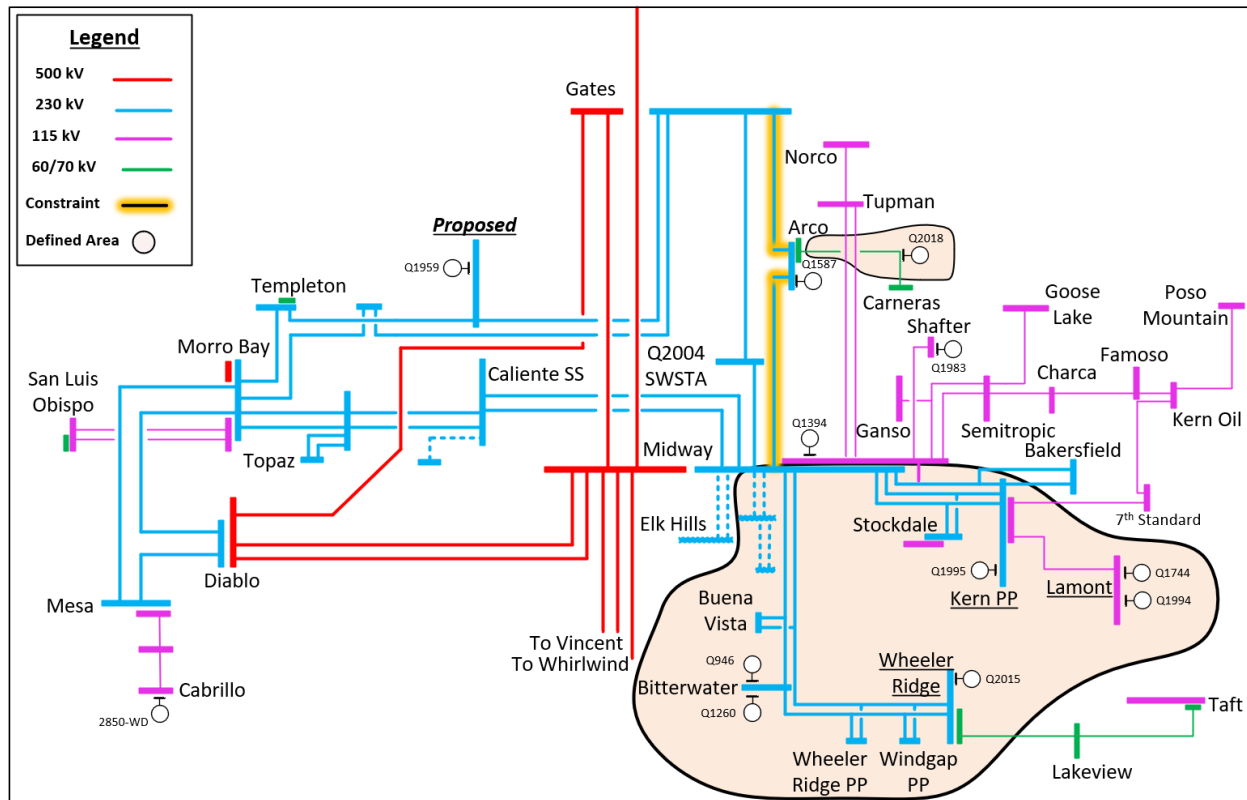 Legend
500 kV
230 kV
115 kV
60/70 kV
Constraint
Defined Area
Gates
Norco
Tupman
Proposed
Q1959
Arco
Q2018
Q1587
Carneras
Templeton
Goose
Lake
Poso
Mountain
Shafter
Q1983
Famoso
Morro Bay
Q2004
SWSTA
Charca
San Luis
Obispo
Caliente SS
Kern Oil
Q1394
Ganso
Semitropic
Topaz
Midway
Bakersfield
Elk Hills
Stockdale
7th Standard
Diablo
Q1995
Kern PP
Lamont
Q1744
Q1994
Mesa
Buena
Vista
To Vincent
To Whirlwind
Q946
Bitterwater
Q1260
Wheeler
Ridge
Q2015
Cabrillo
2850-WD
Taft
Wheeler
Ridge PP
Windgap
PP
Lakeview